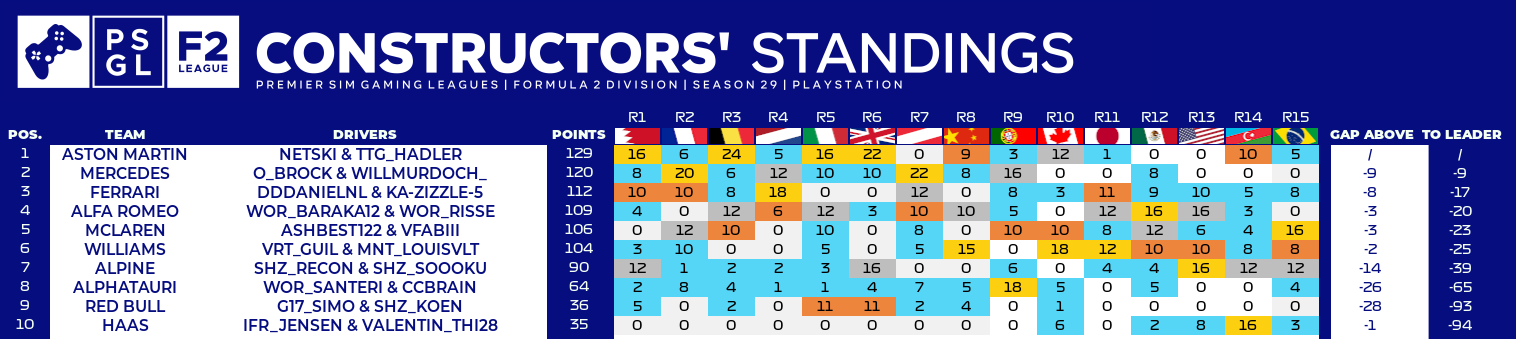 PS
GL
F2
LEAGUE
CONSTRUCTORS' STANDINGS
PREMIER SIM GAMING LEAGUES | FORMULA 2 DIVISION | SEASON 29 | PLAYSTATION
R1 R2 R3 R4 R5 R6 R7 R8 R9 R10 R11 R12 R13 R14 R15
POS. TEAM DRIVERS POINTS GAP ABOVE TO LEADER
1 ASTON MARTIN NETSKI & TTG_HADLER 129 16 6 24 5 16 22 0 9 3 12 1 0 0 10 5 / /
2 MERCEDES O_BROCK & WILLMURDOCH_ 120 8 20 6 12 10 10 22 8 16 0 0 8 0 0 0 -9 -9
3 FERRARI DDDANIELNL & KA-ZIZZLE-5 112 10 10 8 18 0 0 12 0 8 3 11 9 10 5 8 -8 -17
4 ALFA ROMEO WOR_BARAKA12 & WOR_RISSE 109 4 0 12 6 12 3 10 10 5 0 12 16 16 3 0 -3 -20
5 MCLAREN ASHBEST122 & VFABIII 106 0 12 10 0 10 0 8 0 10 10 8 12 6 4 16 -3 -23
6 WILLIAMS VRT_GUIL & MNT_LOUISVLT 104 3 10 0 0 5 0 5 15 0 18 12 10 10 8 8 -2 -25
7 ALPINE SHZ_RECON & SHZ_SOOOKU 90 12 1 2 2 3 16 0 0 6 0 4 4 16 12 12 -14 -39
8 ALPHATAURI WOR_SANTERI & CCBRAIN 64 2 8 4 1 1 4 7 5 18 5 0 5 0 0 4 -26 -65
9 RED BULL G17_SIMO & SHZ_KOEN 36 5 0 2 0 11 11 2 4 0 1 0 0 0 0 0 -28 -93
10 HAAS IFR_JENSEN & VALENTIN_THI28 35 0 0 0 0 0 0 0 0 0 6 0 2 8 16 3 -1 -94